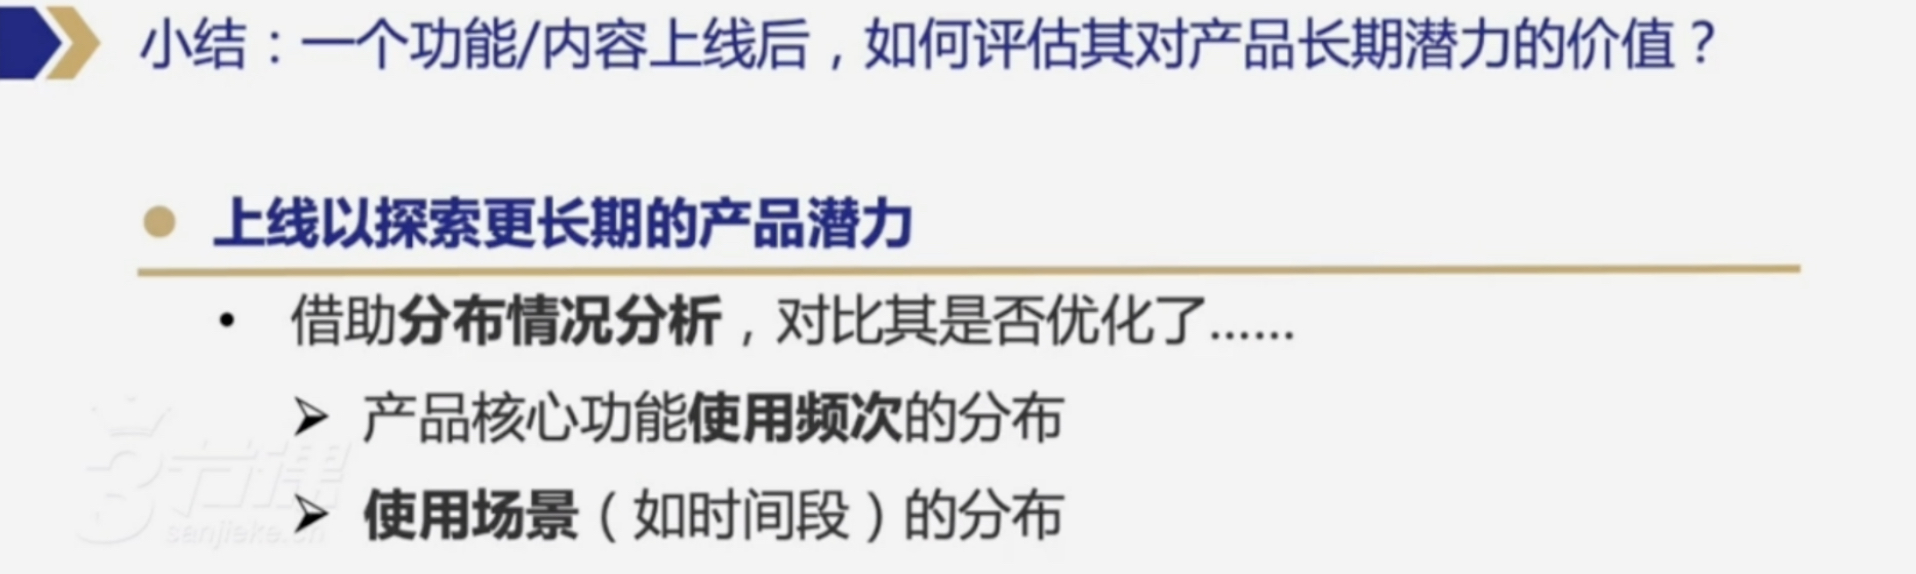 小结：一个功能/内容上线后，如何评估其对产品长期潜力的价值？
上线以探索更长期的产品潜力
• 借助分布情况分析，对比其是否优化了......
➢ 产品核心功能使用频次的分布
➢ 使用场景（如时间段）的分布
3节课
sanjieke.cn